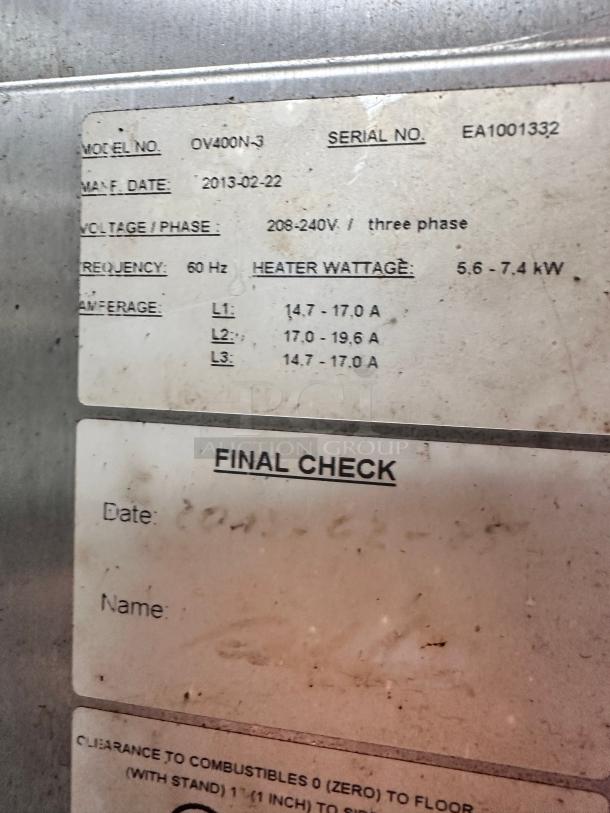 MODEL NO. OV400N-3 SERIAL NO. EA1001332
MANF. DATE: 2013-02-22
VOLTAGE / PHASE : 208-240V / three phase
FREQUENCY: 60 Hz HEATER WATTAGE: 5.6 - 7.4 kW
AMPERAGE: L1: 14.7 - 17.0 A
L2: 17.0 - 19.6 A
L3: 14.7 - 17.0 A
AUCTION GROUP
FINAL CHECK
Date:
Name:
CLEARANCE TO COMBUSTIBLES 0 (ZERO) TO FLOOR
(WITH STAND) 1" (1 INCH) TO